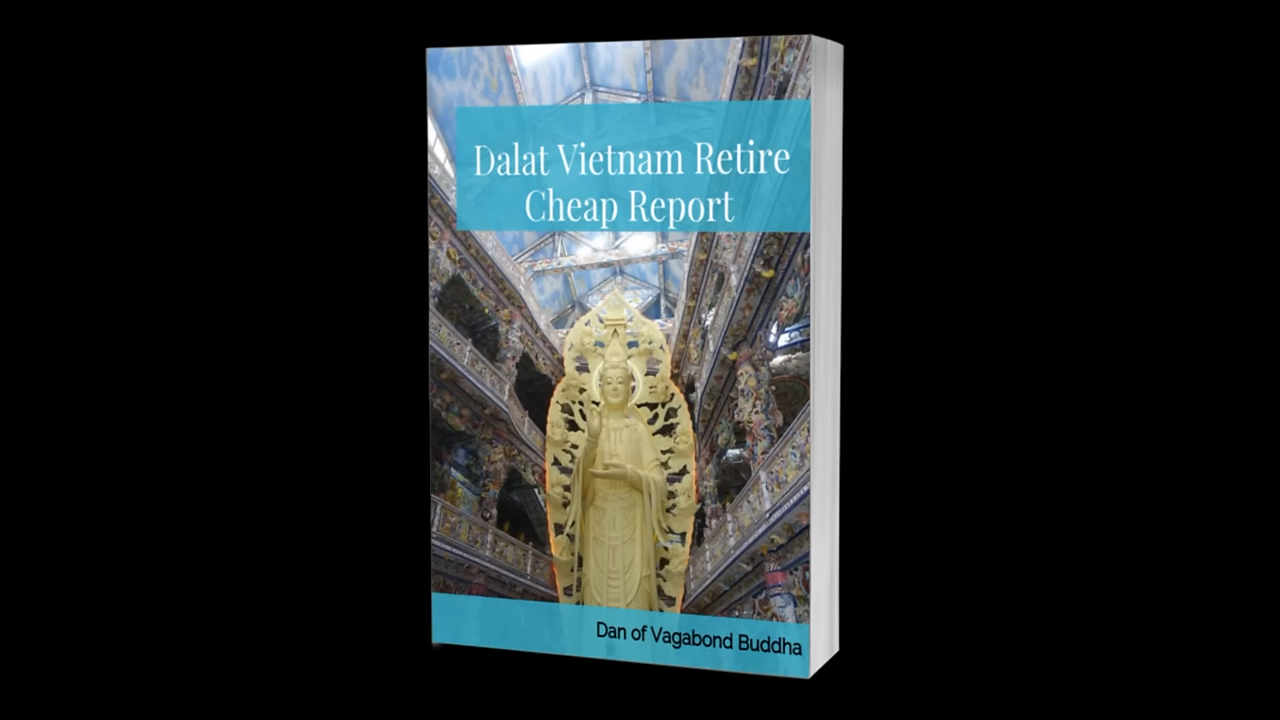 Dalat Vietnam Retire
Cheap Report
Dan of Vagabond Buddha